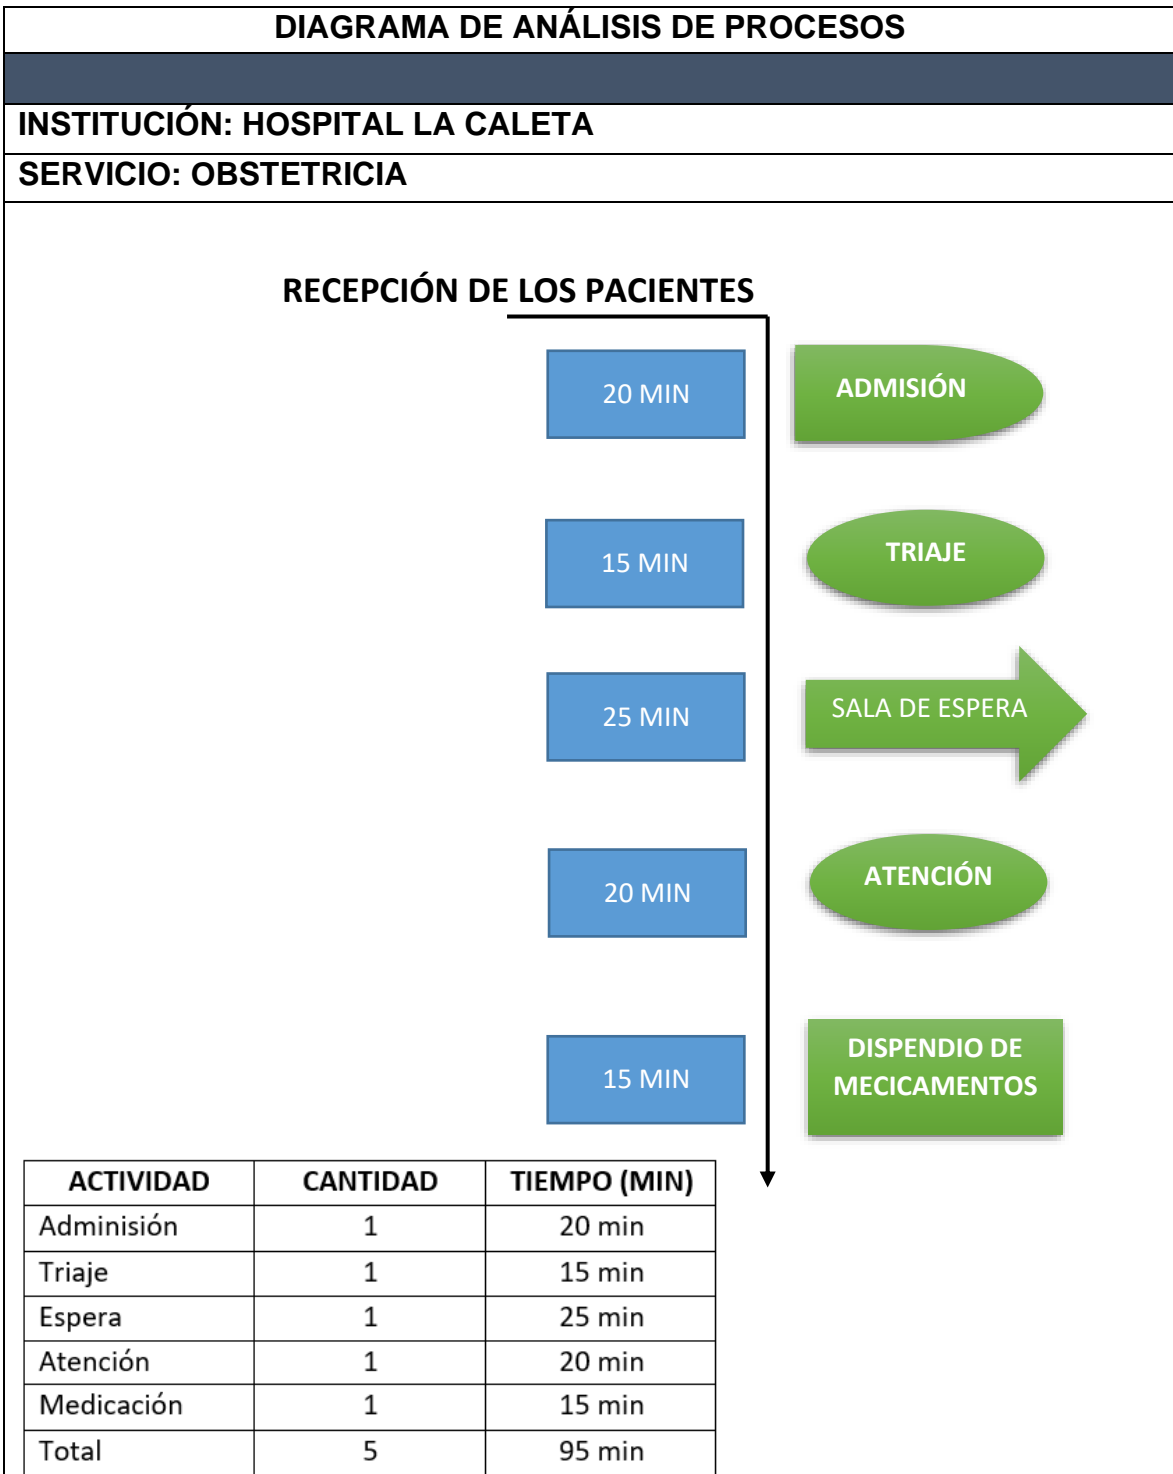 DIAGRAMA DE ANÁLISIS DE PROCESOS
INSTITUCIÓN: HOSPITAL LA CALETA
SERVICIO: OBSTETRICIA
RECEPCIÓN DE LOS PACIENTES
20 MIN
ADMISIÓN
15 MIN
TRIAJE
25 MIN
SALA DE ESPERA
20 MIN
ATENCIÓN
15 MIN
DISPENDIO DE
MECICAMENTOS
ACTIVIDAD CANTIDAD TIEMPO (MIN)
Adminisión 1 20 min
Triaje 1 15 min
Espera 1 25 min
Atención 1 20 min
Medicación 1 15 min
Total 5 95 min